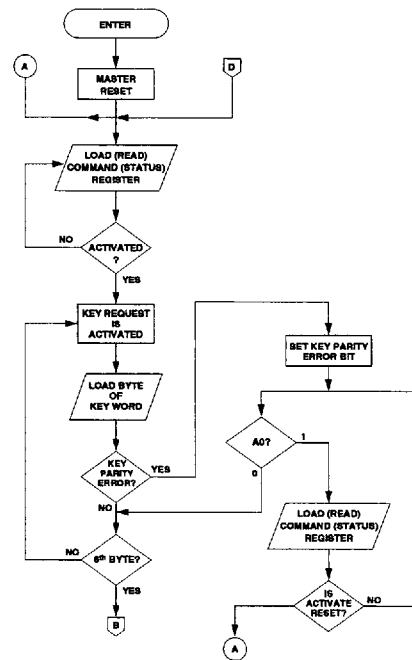 ENTER
A
D
MASTER
RESET
LOAD (READ)
COMMAND (STATUS)
REGISTER
NO
ACTIVATED
?
YES
KEY REQUEST
IS
ACTIVATED
SET KEY PARITY
ERROR BIT
LOAD BYTE
OF
KEY WORD
A0?
1
0
KEY
PARITY
ERROR?
YES
NO
LOAD (READ)
COMMAND (STATUS)
REGISTER
NO
8th BYTE?
YES
IS
ACTIVATE
RESET?
NO
B
A